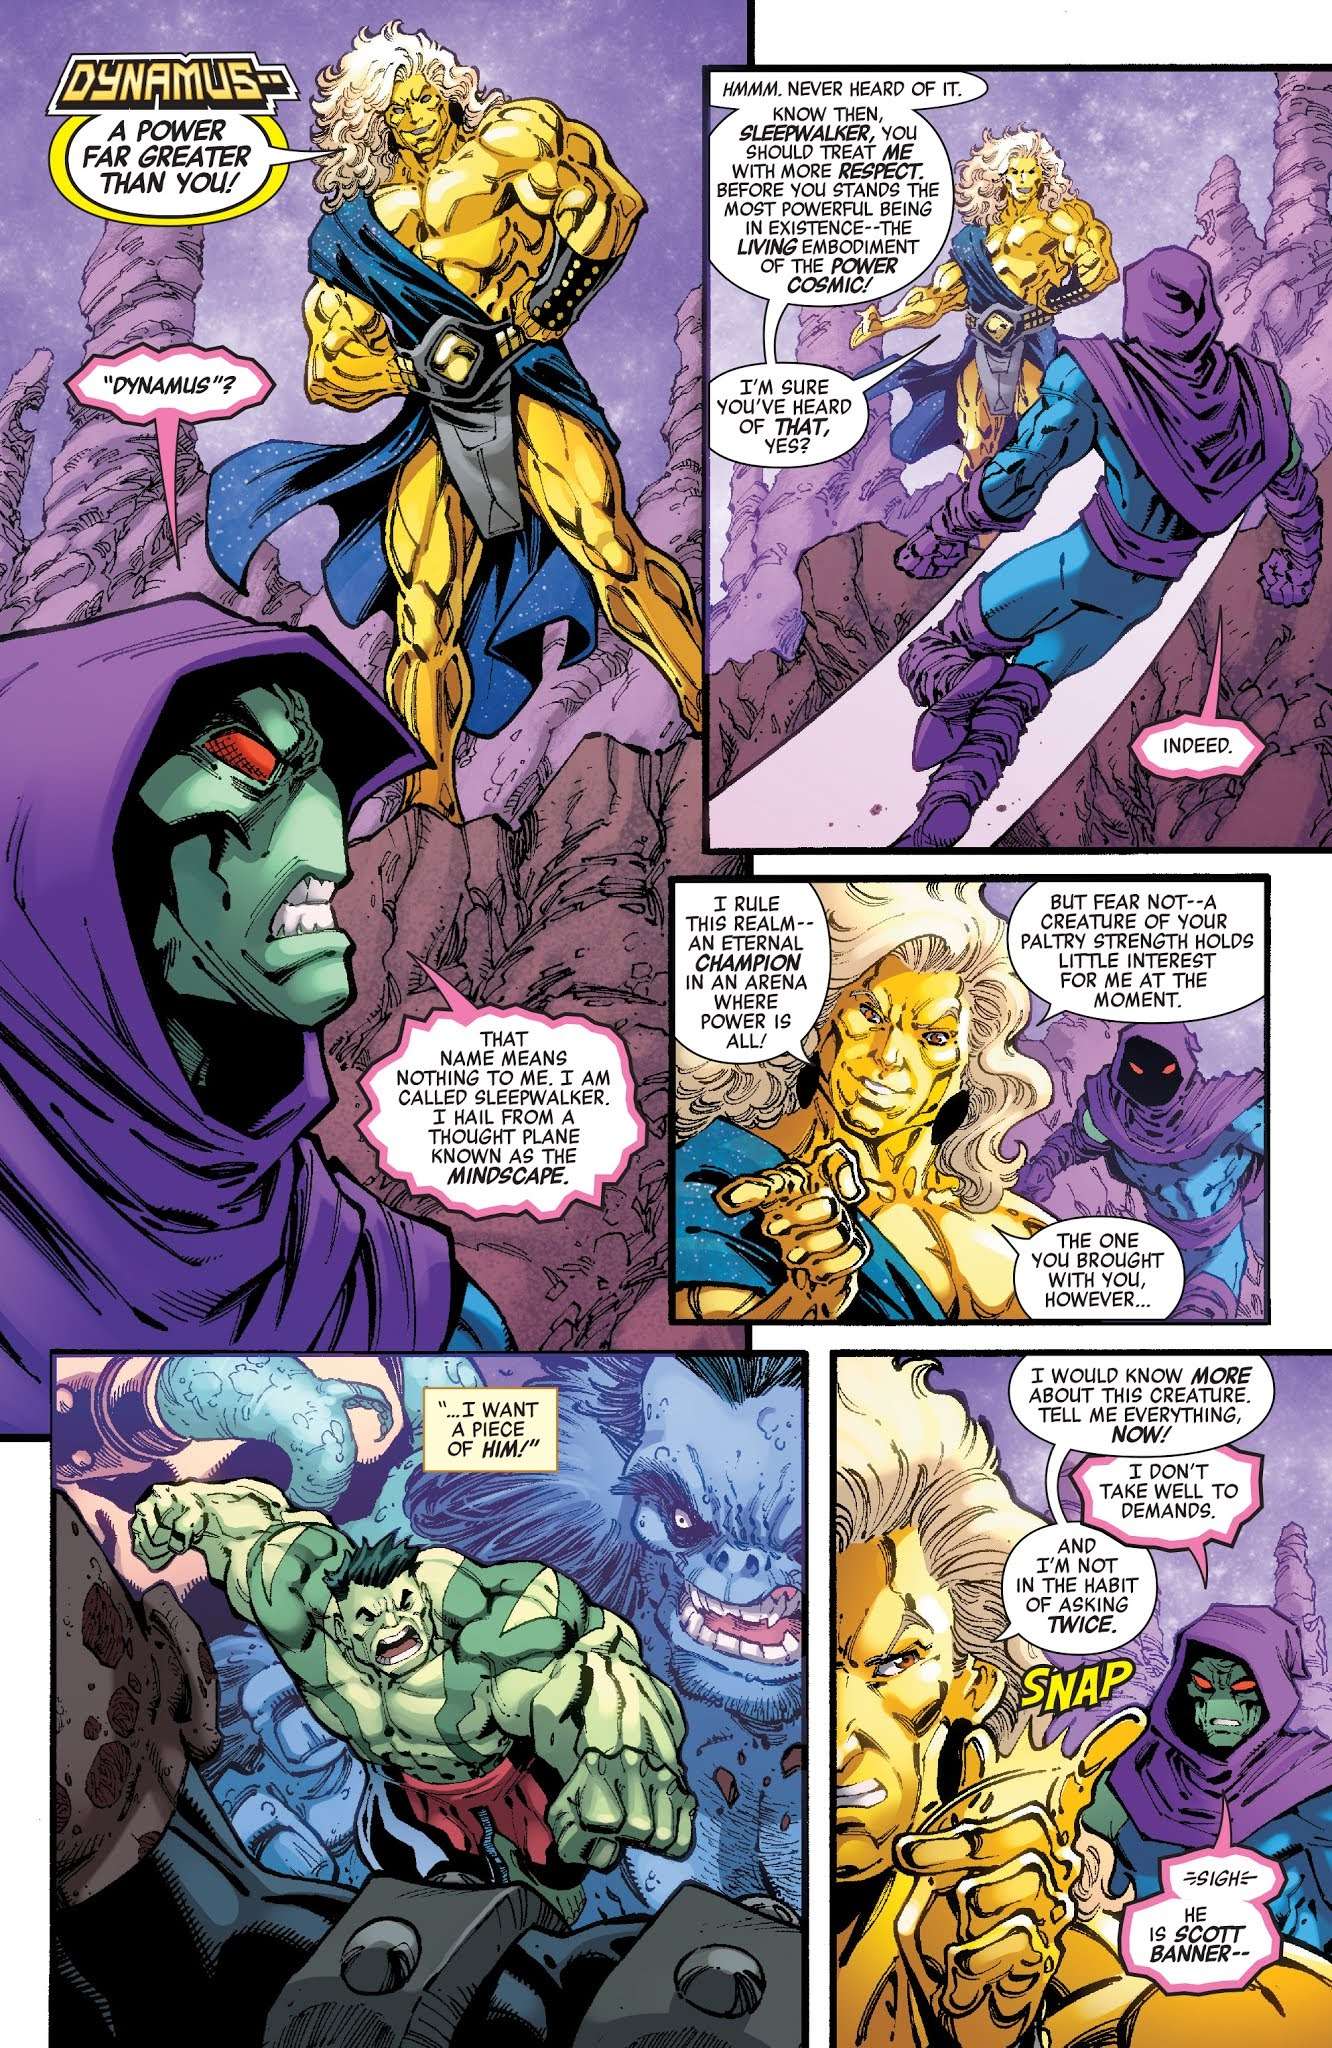 DYNAMUS--
A POWER
FAR GREATER
THAN YOU!
"DYNAMUS"?
THAT
NAME MEANS
NOTHING TO ME. I AM
CALLED SLEEPWALKER.
I HAIL FROM A
THOUGHT PLANE
KNOWN AS THE
MINDSCAPE.
HMMM. NEVER HEARD OF IT.
KNOW THEN,
SLEEPWALKER, YOU
SHOULD TREAT ME
WITH MORE RESPECT.
BEFORE YOU STANDS THE
MOST POWERFUL BEING
IN EXISTENCE--THE
LIVING EMBODIMENT
OF THE POWER
COSMIC!
I'M SURE
YOU'VE HEARD
OF THAT,
YES?
INDEED.
I RULE
THIS REALM--
AN ETERNAL
CHAMPION
IN AN ARENA
WHERE
POWER IS
ALL!
BUT FEAR NOT--A
CREATURE OF YOUR
PALTRY STRENGTH HOLDS
LITTLE INTEREST
FOR ME AT THE
MOMENT.
THE ONE
YOU BROUGHT
WITH YOU,
HOWEVER...
"...I WANT
A PIECE
OF HIM!"
I WOULD KNOW MORE
ABOUT THIS CREATURE.
TELL ME EVERYTHING,
NOW!
I DON'T
TAKE WELL TO
DEMANDS.
AND
I'M NOT
IN THE HABIT
OF ASKING
TWICE.
SNAP
=SIGH=
HE
IS SCOTT
BANNER--